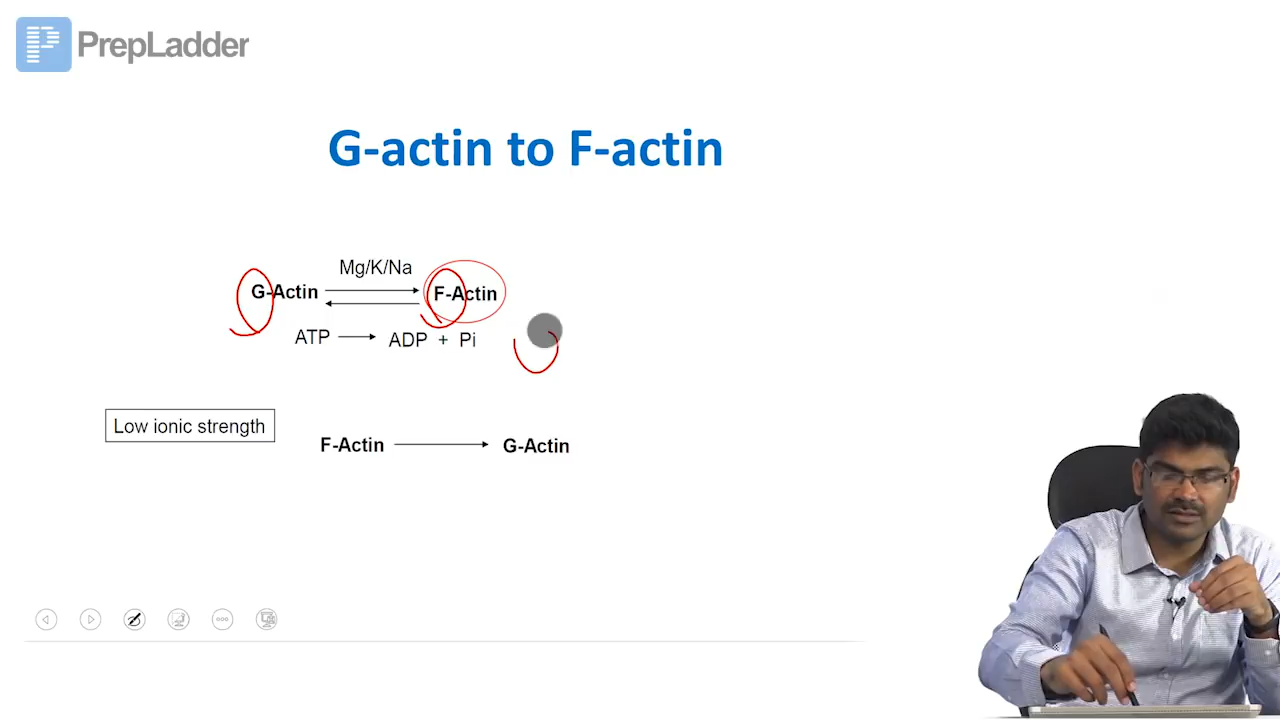 PrepLadder
G-actin to F-actin
Mg/K/Na
G-Actin F-Actin
ATP ADP + Pi
Low ionic strength
F-Actin G-Actin